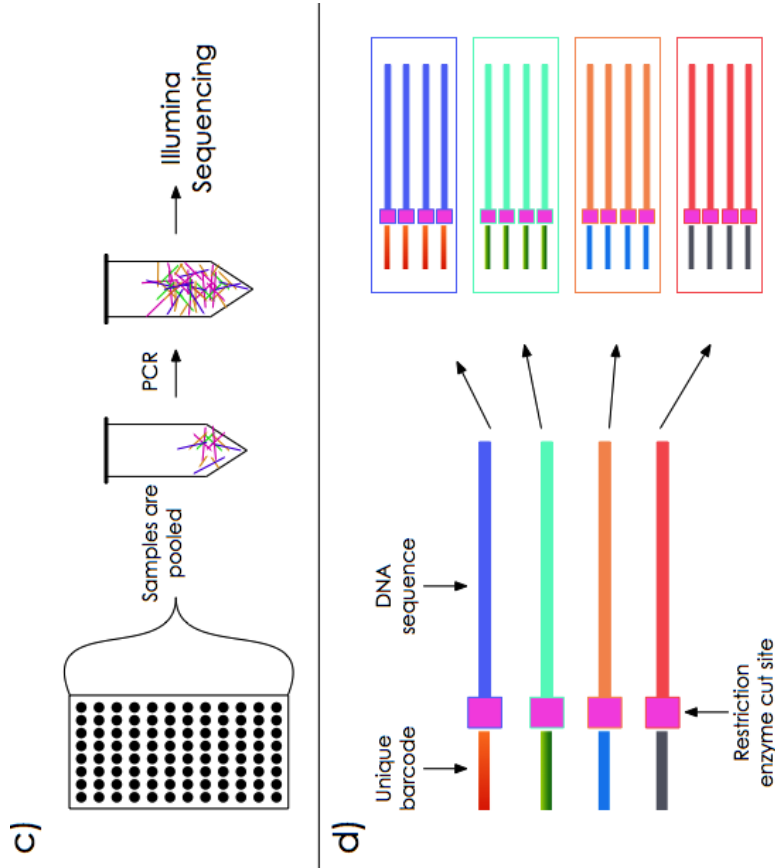 c)
Samples are
pooled
PCR
Illumina
Sequencing
d)
Unique
barcode
DNA
sequence
Restriction
enzyme cut site